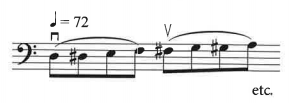 ♩ = 72
etc.